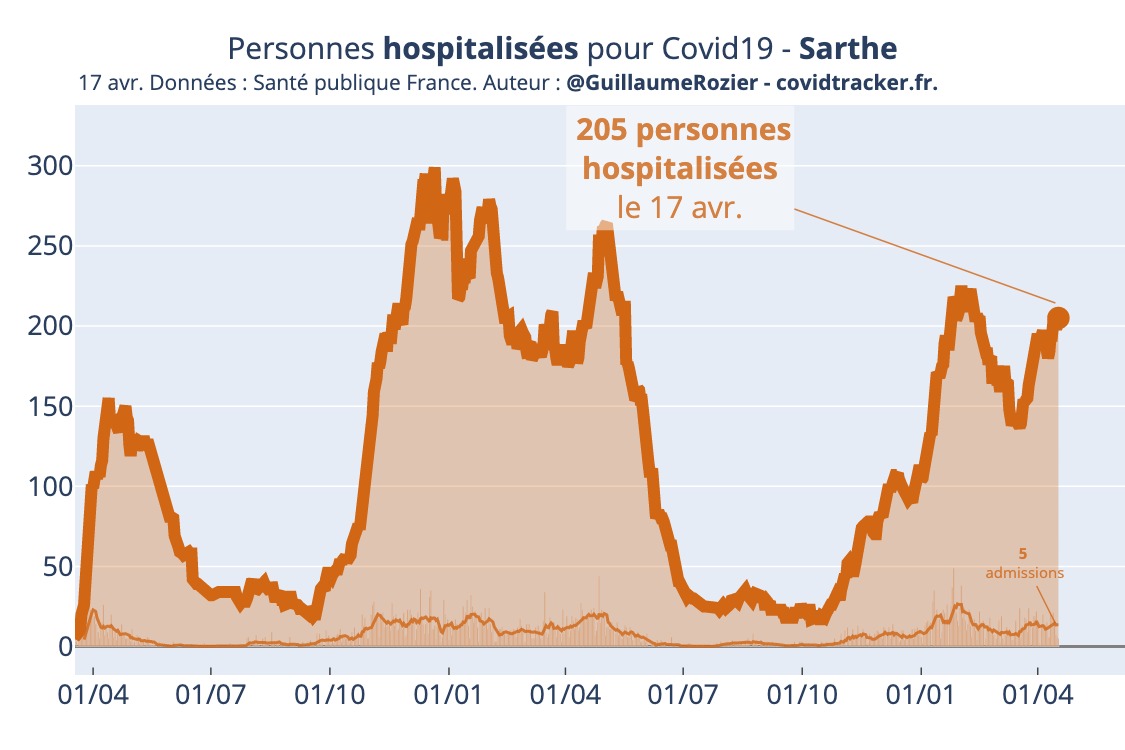 Personnes hospitalisées pour Covid19 - Sarthe
17 avr. Données : Santé publique France. Auteur : @GuillaumeRozier - covidtracker.fr.
205 personnes
hospitalisées
le 17 avr.
300
250
200
150
100
50
0
5
admissions
01/04
01/07
01/10
01/01
01/04
01/07
01/10
01/01
01/04